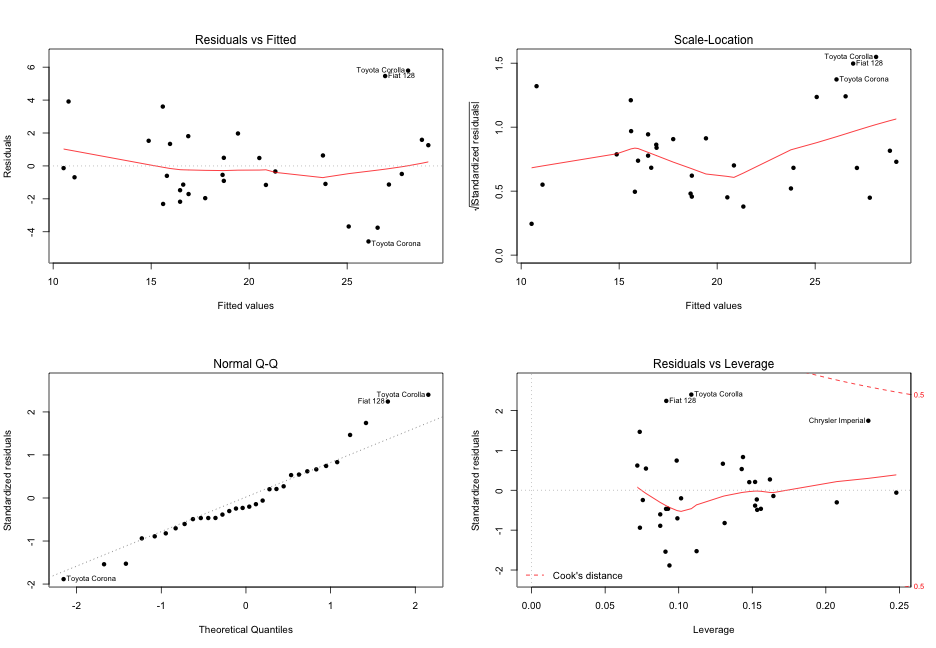 Residuals vs Fitted
Residuals
6
4
2
0
-2
-4
Toyota Corolla
Fiat 128
Toyota Corona
10 15 20 25
Fitted values
Scale-Location
√|Standardized residuals|
1.5
1.0
0.5
0.0
Toyota Corolla
Fiat 128
Toyota Corona
10 15 20 25
Fitted values
Normal Q-Q
Standardized residuals
2
1
0
-1
-2
Toyota Corolla
Fiat 128
Toyota Corona
-2 -1 0 1 2
Theoretical Quantiles
Residuals vs Leverage
Standardized residuals
2
1
0
-1
-2
Toyota Corolla
Fiat 128
Chrysler Imperial
0.5
0.5
Cook's distance
0.00 0.05 0.10 0.15 0.20 0.25
Leverage